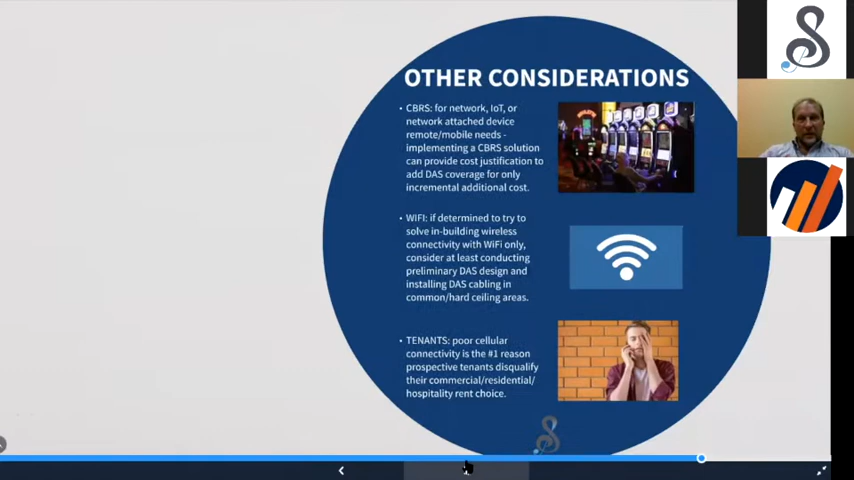 OTHER CONSIDERATIONS
• CBRS: for network, IoT, or
network attached device
remote/mobile needs -
implementing a CBRS solution
can provide cost justification to
add DAS coverage for only
incremental additional cost.
• WIFI: if determined to try to
solve in-building wireless
connectivity with WiFi only,
consider at least conducting
preliminary DAS design and
installing DAS cabling in
common/hard ceiling areas.
• TENANTS: poor cellular
connectivity is the #1 reason
prospective tenants disqualify
their commercial/residential/
hospitality rent choice.